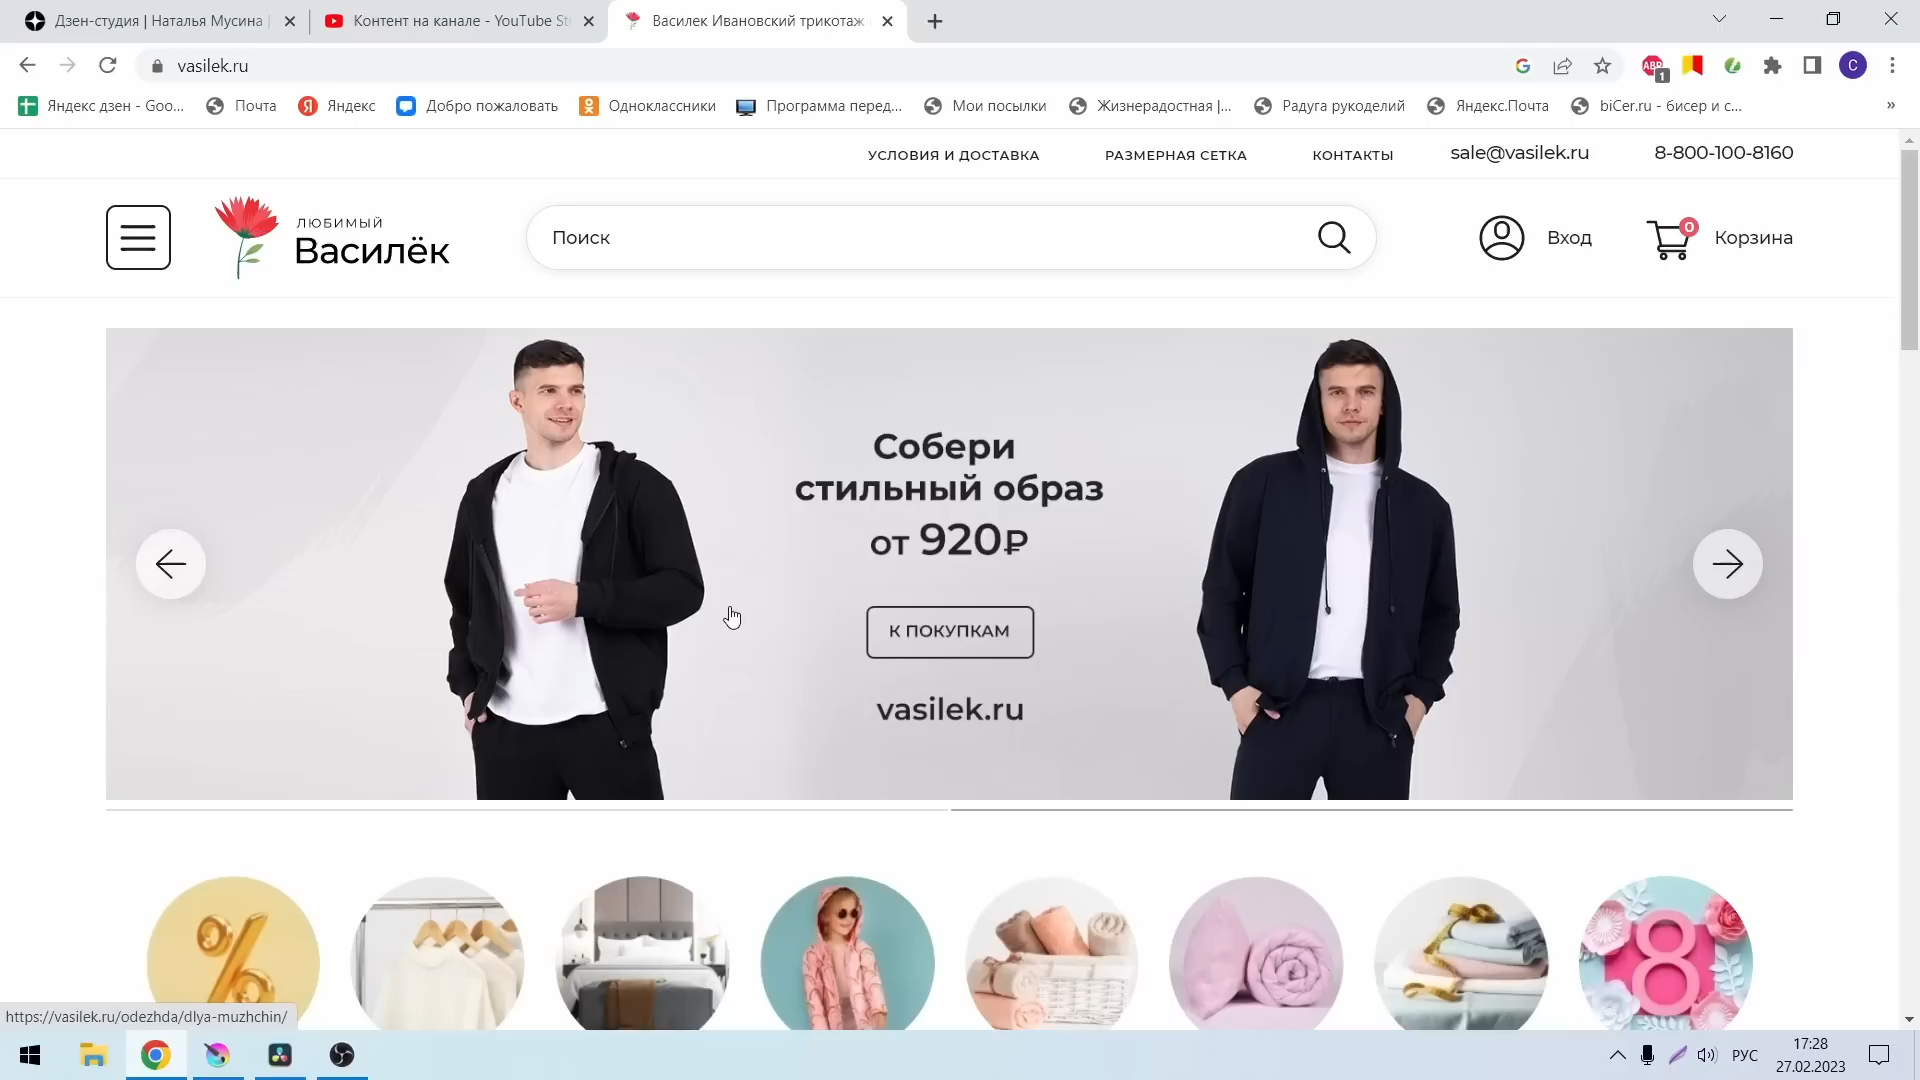 Дзен-студия | Наталья Мусина |
Контент на канале - YouTube St
Василек Ивановский трикотаж
vasilek.ru
ABP
1
C
Яндекс дзен - Goo...
Почта
Я
Яндекс
Добро пожаловать
Одноклассники
Программа перед...
Мои посылки
Жизнерадостная |...
Радуга рукоделий
Яндекс.Почта
biCer.ru - бисер и с...
»
УСЛОВИЯ И ДОСТАВКА
РАЗМЕРНАЯ СЕТКА
КОНТАКТЫ
sale@vasilek.ru
8-800-100-8160
ЛЮБИМЫЙ
Василёк
Поиск
Вход
0
Корзина
Собери
стильный образ
от 920₽
К ПОКУПКАМ
vasilek.ru
%
8
https://vasilek.ru/odezhda/dlya-muzhchin/
РУС
17:28
27.02.2023